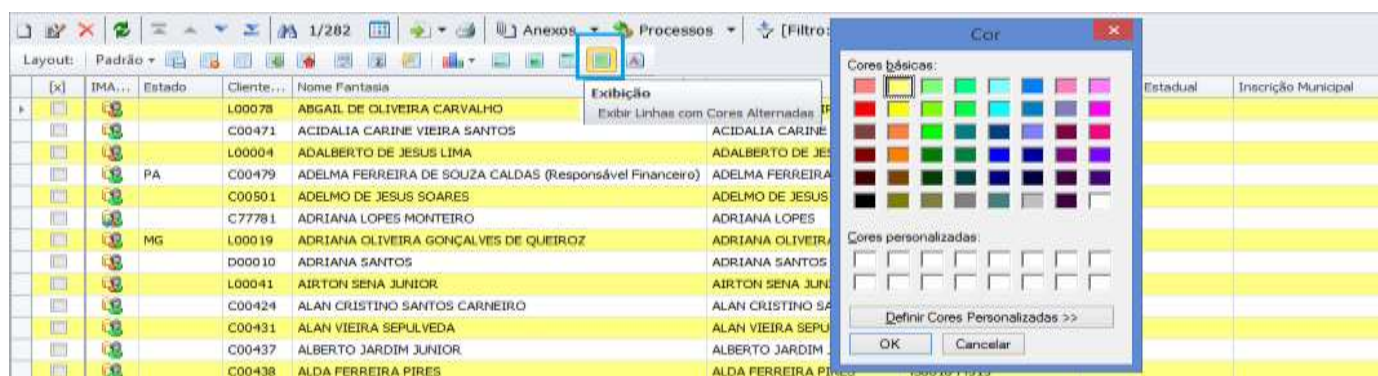 1/282 Anexos Processos [Filtro:
Layout: Padrão
[x] IMA... Estado Cliente... Nome Fantasia Estadual Inscrição Municipal
L00078 ABGAIL DE OLIVEIRA CARVALHO
C00471 ACIDALIA CARINE VIEIRA SANTOS ACIDALIA CARINE
L00004 ADALBERTO DE JESUS LIMA ADALBERTO DE JES
PA C00479 ADELMA FERREIRA DE SOUZA CALDAS (Responsável Financeiro) ADELMA FERREIRA
C00501 ADELMO DE JESUS SOARES ADELMO DE JESUS
C77781 ADRIANA LOPES MONTEIRO ADRIANA LOPES
MG L00019 ADRIANA OLIVEIRA GONÇALVES DE QUEIROZ ADRIANA OLIVEIRA
D00010 ADRIANA SANTOS ADRIANA SANTOS
L00041 AIRTON SENA JUNIOR AIRTON SENA JUN
C00424 ALAN CRISTINO SANTOS CARNEIRO ALAN CRISTINO SA
C00431 ALAN VIEIRA SEPULVEDA ALAN VIEIRA SEPU
C00437 ALBERTO JARDIM JUNIOR ALBERTO JARDIM
C00438 ALDA FERREIRA PIRES ALDA FERREIRA
Exibição
Exibir Linhas com Cores Alternadas
Cor
Cores básicas:
Cores personalizadas:
Definir Cores Personalizadas >>
OK Cancelar